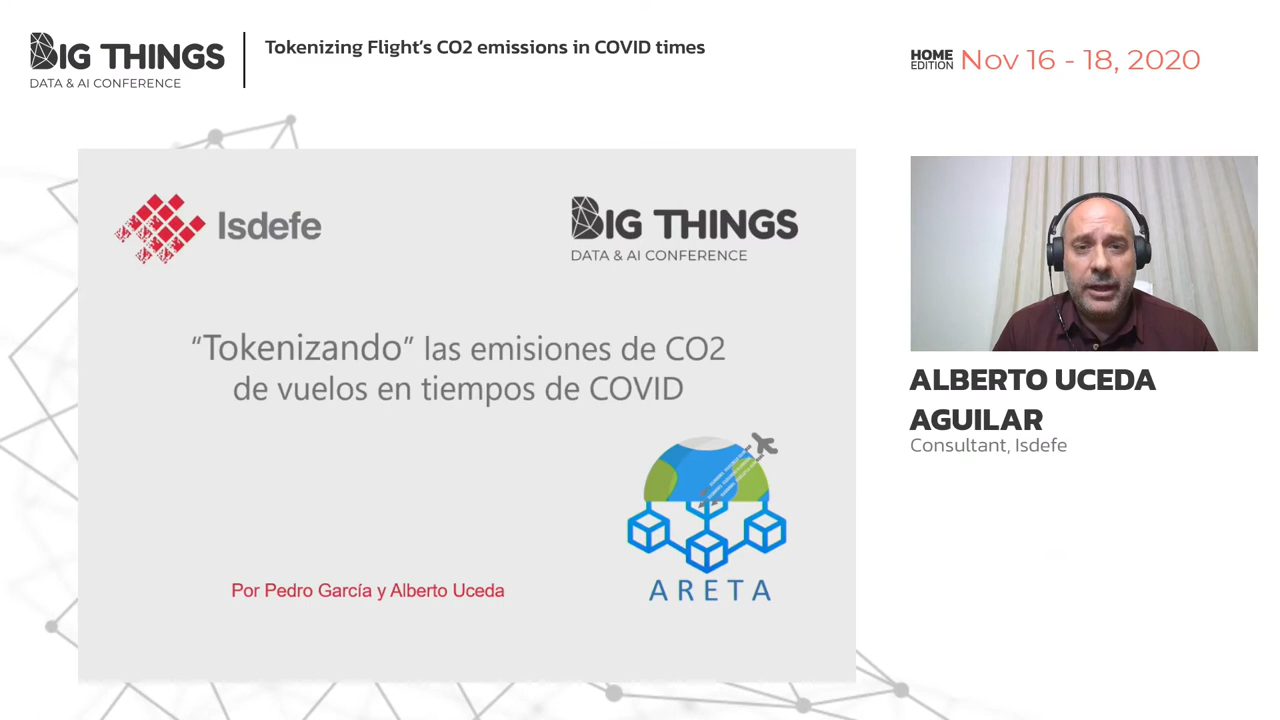 BIG THINGS
DATA & AI CONFERENCE
Tokenizing Flight's CO2 emissions in COVID times
HOME
EDITION
Nov 16 - 18, 2020
Isdefe
BIG THINGS
DATA & AI CONFERENCE
“Tokenizando” las emisiones de CO2
de vuelos en tiempos de COVID
ARETA
Por Pedro García y Alberto Uceda
ALBERTO UCEDA
AGUILAR
Consultant, Isdefe